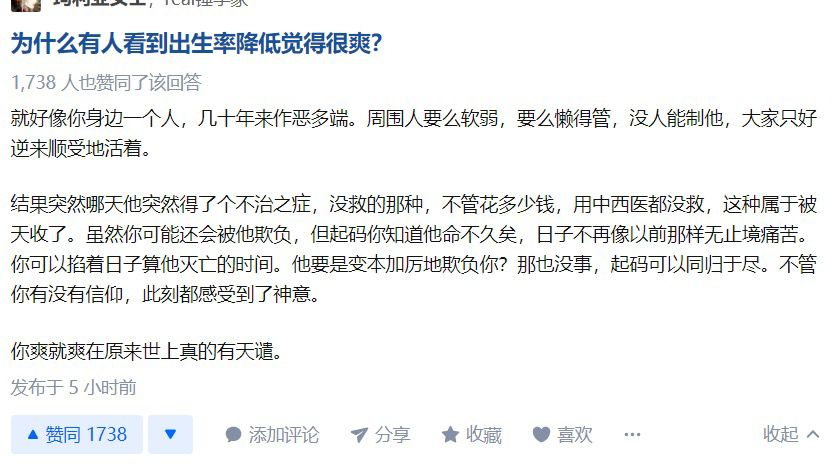 为什么有人看到出生率降低觉得很爽？
1,738 人也赞同了该回答
就好像你身边一个人，几十年来作恶多端。周围人要么软弱，要么懒得管，没人能制他，大家只好
逆来顺受地活着。
结果突然哪天他突然得了个不治之症，没救的那种，不管花多少钱，用中西医都没救，这种属于被
天收了。虽然你可能还会被他欺负，但起码你知道他命不久矣，日子不再像以前那样无止境痛苦。
你可以掐着日子算他灭亡的时间。他要是变本加厉地欺负你？那也没事，起码可以同归于尽。不管
你有没有信仰，此刻都感受到了神意。
你爽就爽在原来世上真的有天谴。
发布于 5 小时前
赞同 1738 添加评论 分享 收藏 喜欢 ··· 收起